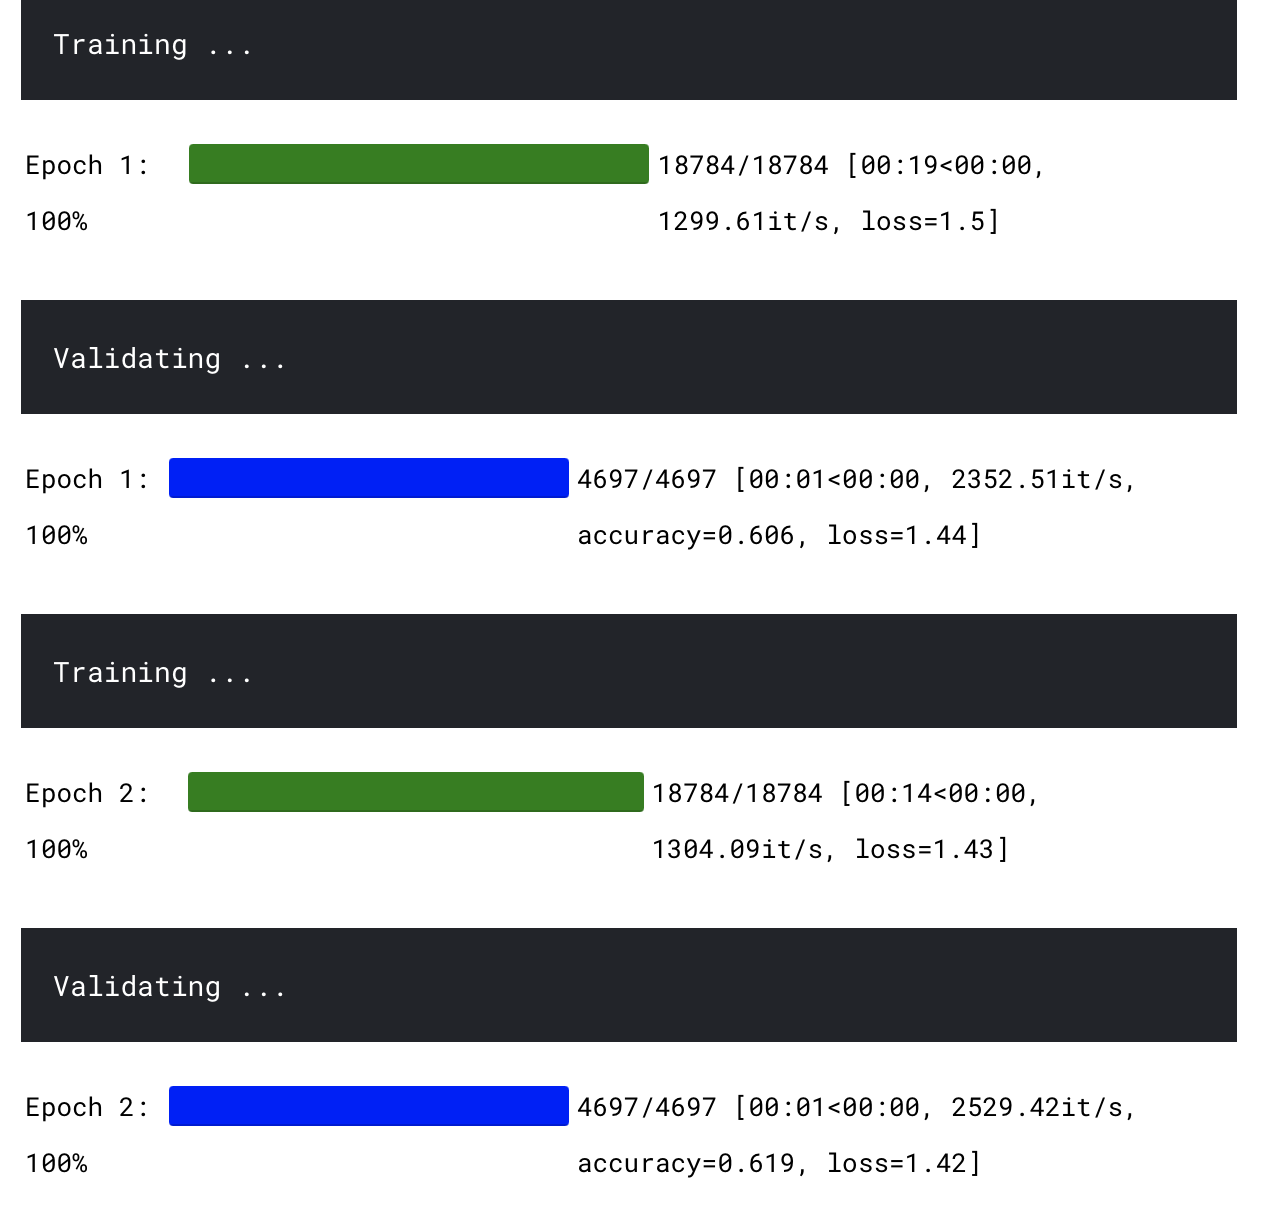 Training ...
Epoch 1: 18784/18784 [00:19<00:00,
100% 1299.61it/s, loss=1.5]
Validating ...
Epoch 1: 4697/4697 [00:01<00:00, 2352.51it/s,
100% accuracy=0.606, loss=1.44]
Training ...
Epoch 2: 18784/18784 [00:14<00:00,
100% 1304.09it/s, loss=1.43]
Validating ...
Epoch 2: 4697/4697 [00:01<00:00, 2529.42it/s,
100% accuracy=0.619, loss=1.42]